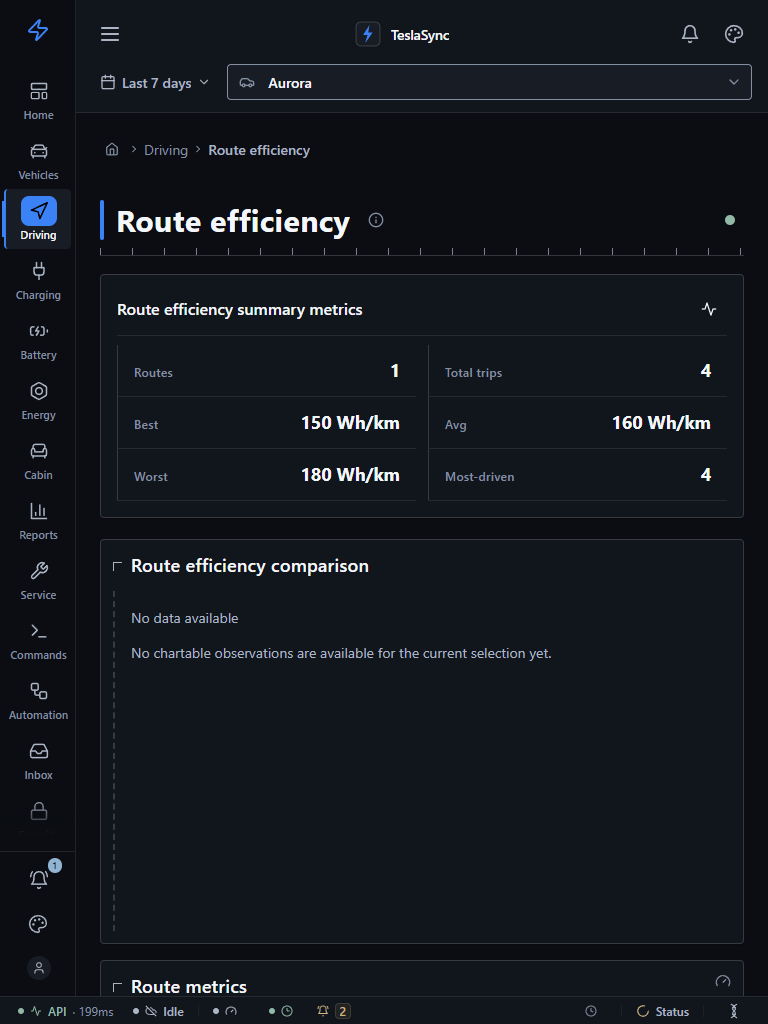 TeslaSync
Last 7 days
Aurora
Home
Vehicles
Driving
Charging
Battery
Energy
Cabin
Reports
Service
Commands
Automation
Inbox
1
Driving
Route efficiency
Route efficiency
Route efficiency summary metrics
Routes 1
Total trips 4
Best 150 Wh/km
Avg 160 Wh/km
Worst 180 Wh/km
Most-driven 4
Route efficiency comparison
No data available
No chartable observations are available for the current selection yet.
Route metrics
API · 199ms
Idle
2
Status